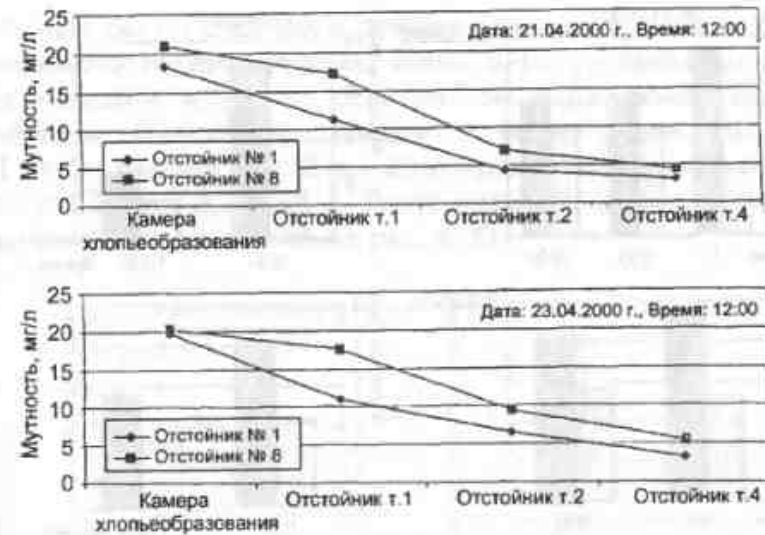 Мутность, мг/л
25
20
15
10
5
0
Дата: 21.04.2000 г., Время: 12:00
Отстойник № 1
Отстойник № 8
Камера
хлопьеобразования
Отстойник т.1
Отстойник т.2
Отстойник т.4
Мутность, мг/л
25
20
15
10
5
0
Дата: 23.04.2000 г., Время: 12:00
Отстойник № 1
Отстойник № 8
Камера
хлопьеобразования
Отстойник т.1
Отстойник т.2
Отстойник т.4